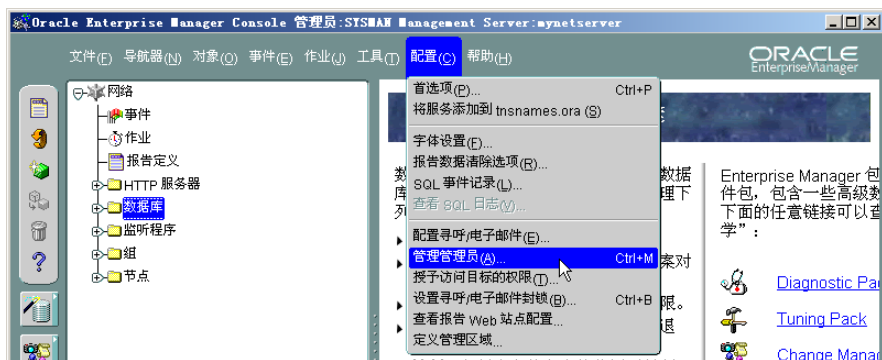 Oracle Enterprise Manager Console 管理员:SYSMAN Management Server:mynetserver
文件(F) 导航器(N) 对象(O) 事件(E) 作业(J) 工具(T) 配置(C) 帮助(H)
ORACLE
EnterpriseManager
网络
事件
作业
报告定义
HTTP 服务器
数据库
监听程序
组
节点
首选项(P)... Ctrl+P
将服务添加到 tnsnames.ora (S)
字体设置(F)...
报告数据清除选项(R)...
SQL 事件记录(L)...
查看 SQL 日志(V)...
配置寻呼/电子邮件(E)...
管理管理员(A)... Ctrl+M
授予访问目标的权限(T)...
设置寻呼/电子邮件封锁(B)... Ctrl+B
查看报告 Web 站点配置...
定义管理区域...
数
库
列
数据
理下
案对
限。
退
Enterprise Manager 包
件包，包含一些高级数
下面的任意链接可以查
学”：
Diagnostic Pa
Tuning Pack
Change Mana